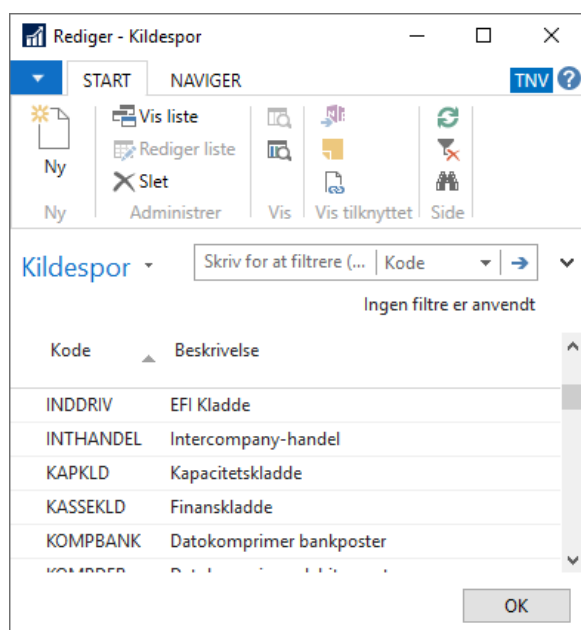 Rediger - Kildespor
START NAVIGER TNV ?
Ny
Vis liste
Rediger liste
Slet
Ny Administrer Vis Vis tilknyttet Side
Kildespor
Skriv for at filtrere (... Kode
Ingen filtre er anvendt
Kode Beskrivelse
INDDRIV EFI Kladde
INTHANDEL Intercompany-handel
KAPKLD Kapacitetskladde
KASSEKLD Finanskladde
KOMPBANK Datokomprimer bankposter
OK